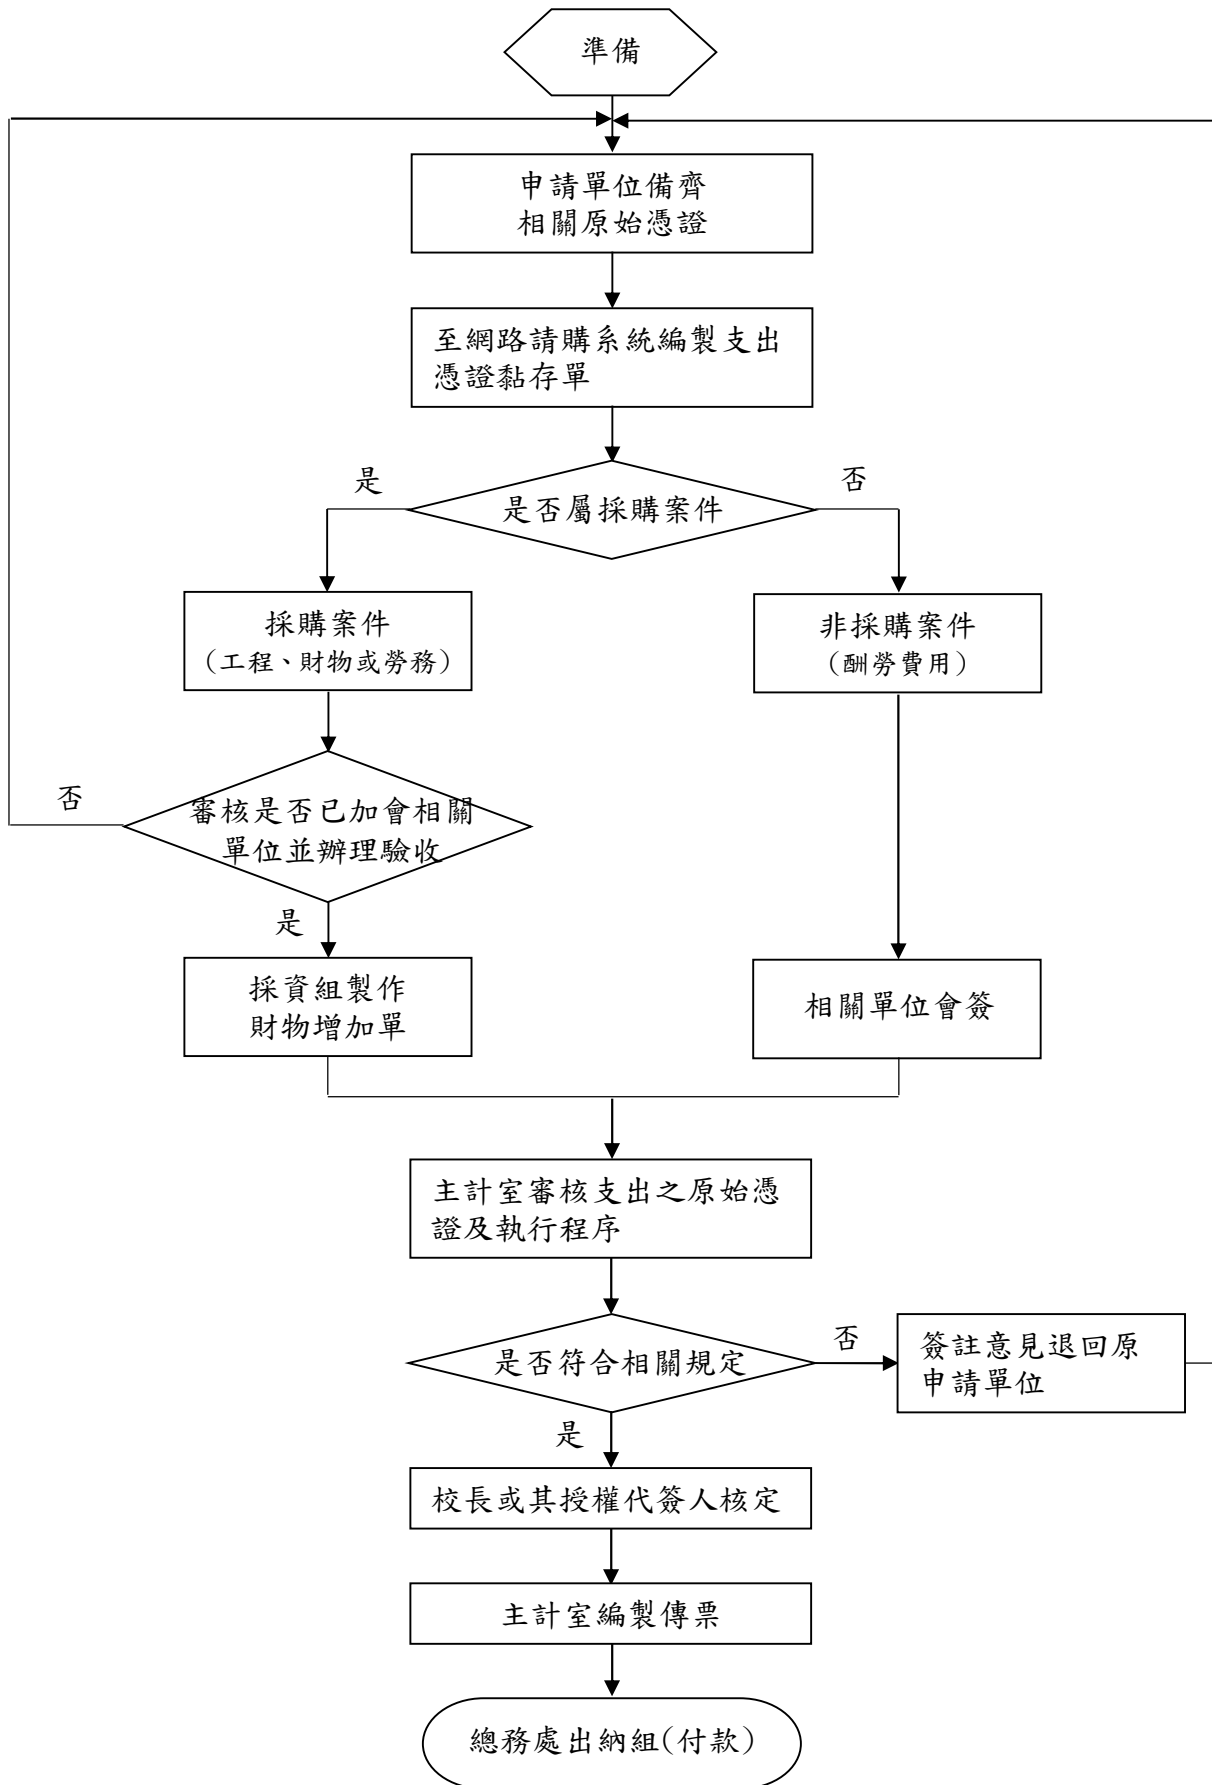 準備
申請單位備齊
相關原始憑證
至網路請購系統編製支出
憑證黏存單
是
否
是否屬採購案件
採購案件
（工程、財物或勞務）
非採購案件
（酬勞費用）
否
審核是否已加會相關
單位並辦理驗收
是
採資組製作
財物增加單
相關單位會簽
主計室審核支出之原始憑
證及執行程序
是否符合相關規定
否
簽註意見退回原
申請單位
是
校長或其授權代簽人核定
主計室編製傳票
總務處出納組(付款)